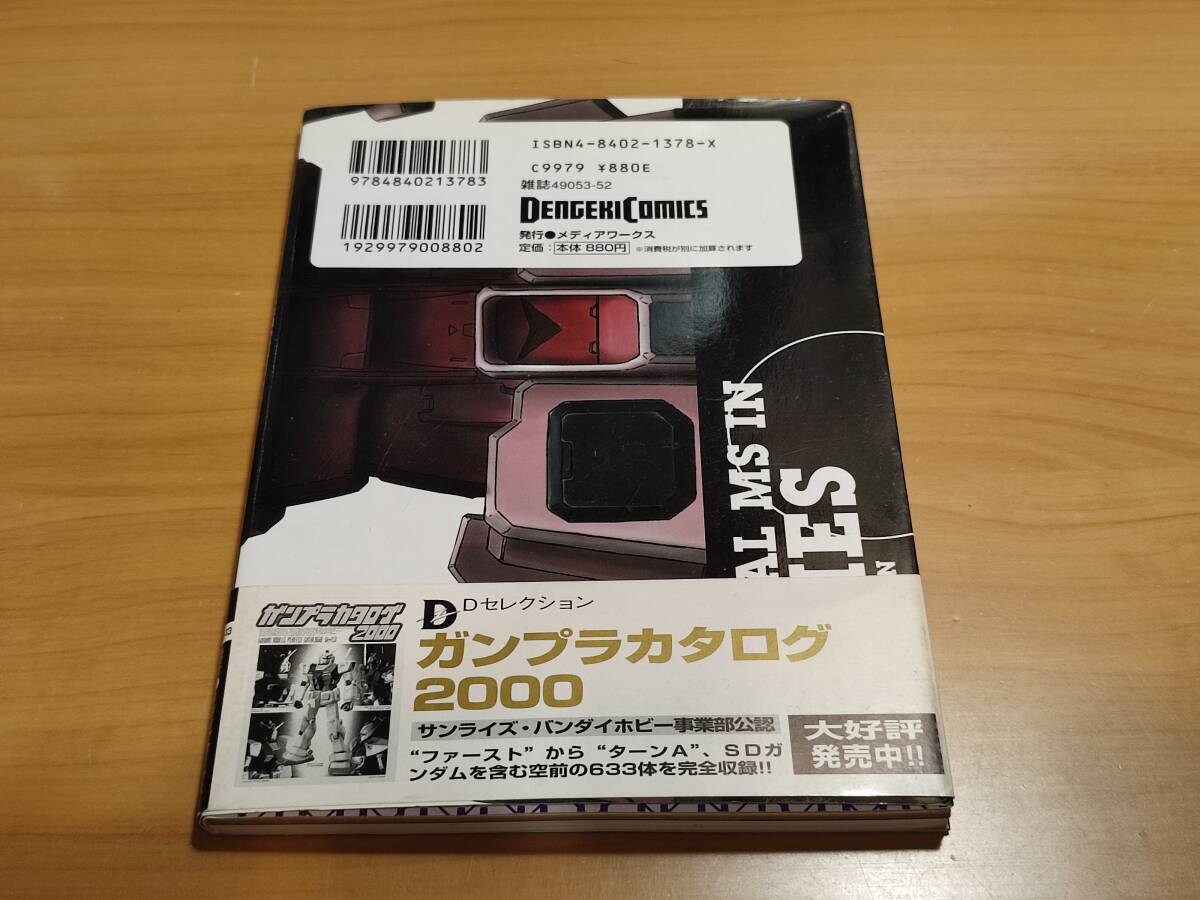 ISBN4-8402-1378-X
C9979 ¥880E
雑誌49053-52
DENGEKI COMICS
発行●メディアワークス
定価：本体 880円 ※消費税が別に加算されます
9784840213783
1929979008802
AL MS IN
ガンプラカタログ
2000
D Dセレクション
ガンプラカタログ
2000
サンライズ・バンダイホビー事業部公認
“ファースト”から“ターンA”、SDガ
ンダムを含む空前の633体を完全収録!!
大好評
発売中!!